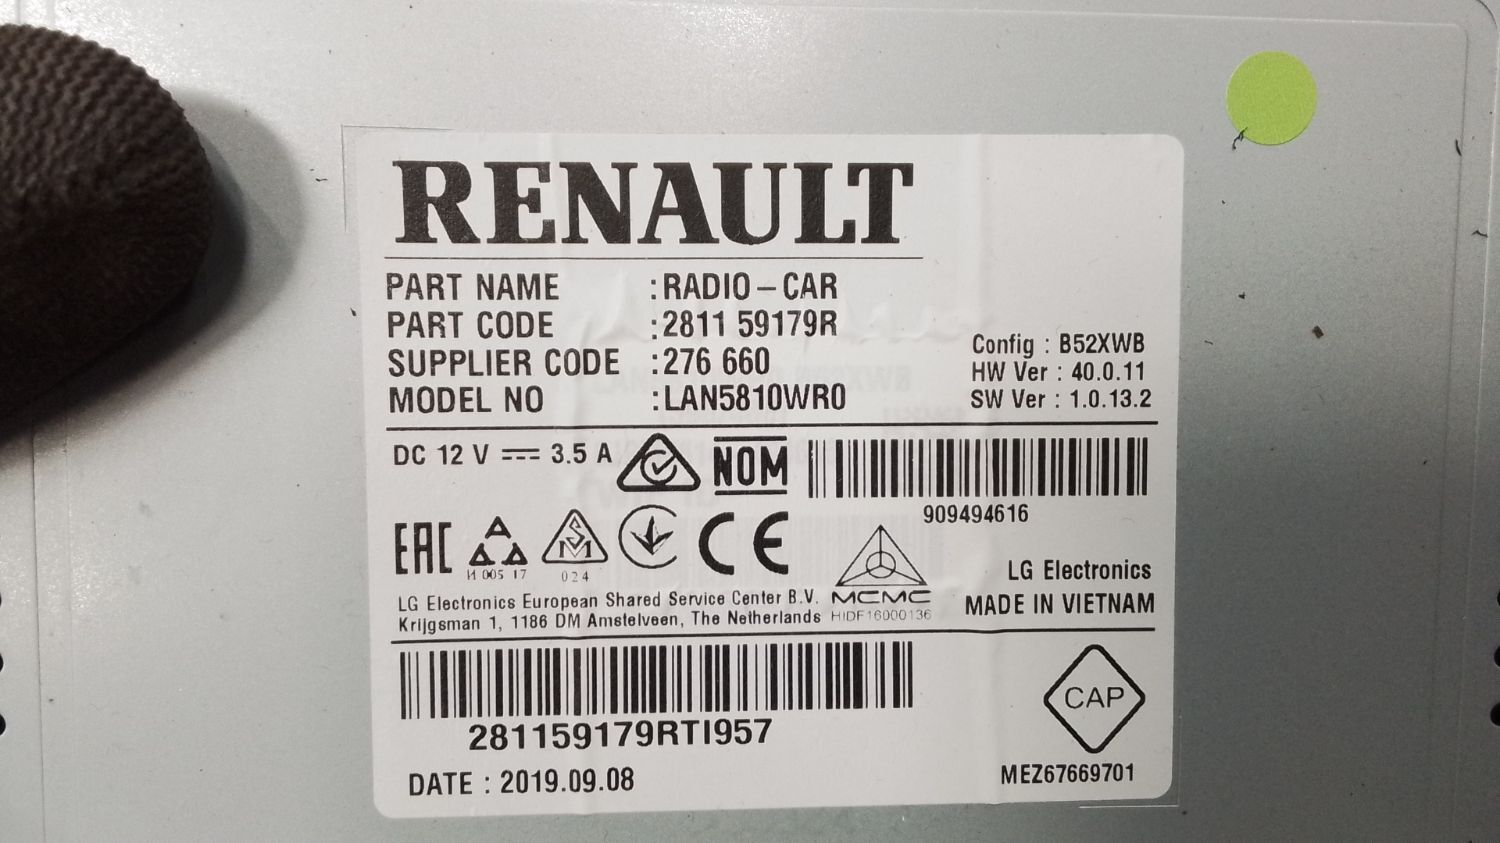 RENAULT
PART NAME : RADIO-CAR
PART CODE : 2811 59179R
SUPPLIER CODE : 276 660
MODEL NO : LAN5810WR0
Config : B52XWB
HW Ver : 40.0.11
SW Ver : 1.0.13.2
DC 12 V ⎓ 3.5 A
NOM
909494616
EAC
И 005 17
SM
024
CE
MCMC
HIDF16000136
LG Electronics
MADE IN VIETNAM
LG Electronics European Shared Service Center B.V.
Krijgsman 1, 1186 DM Amstelveen, The Netherlands
281159179RTI957
CAP
DATE : 2019.09.08
MEZ67669701